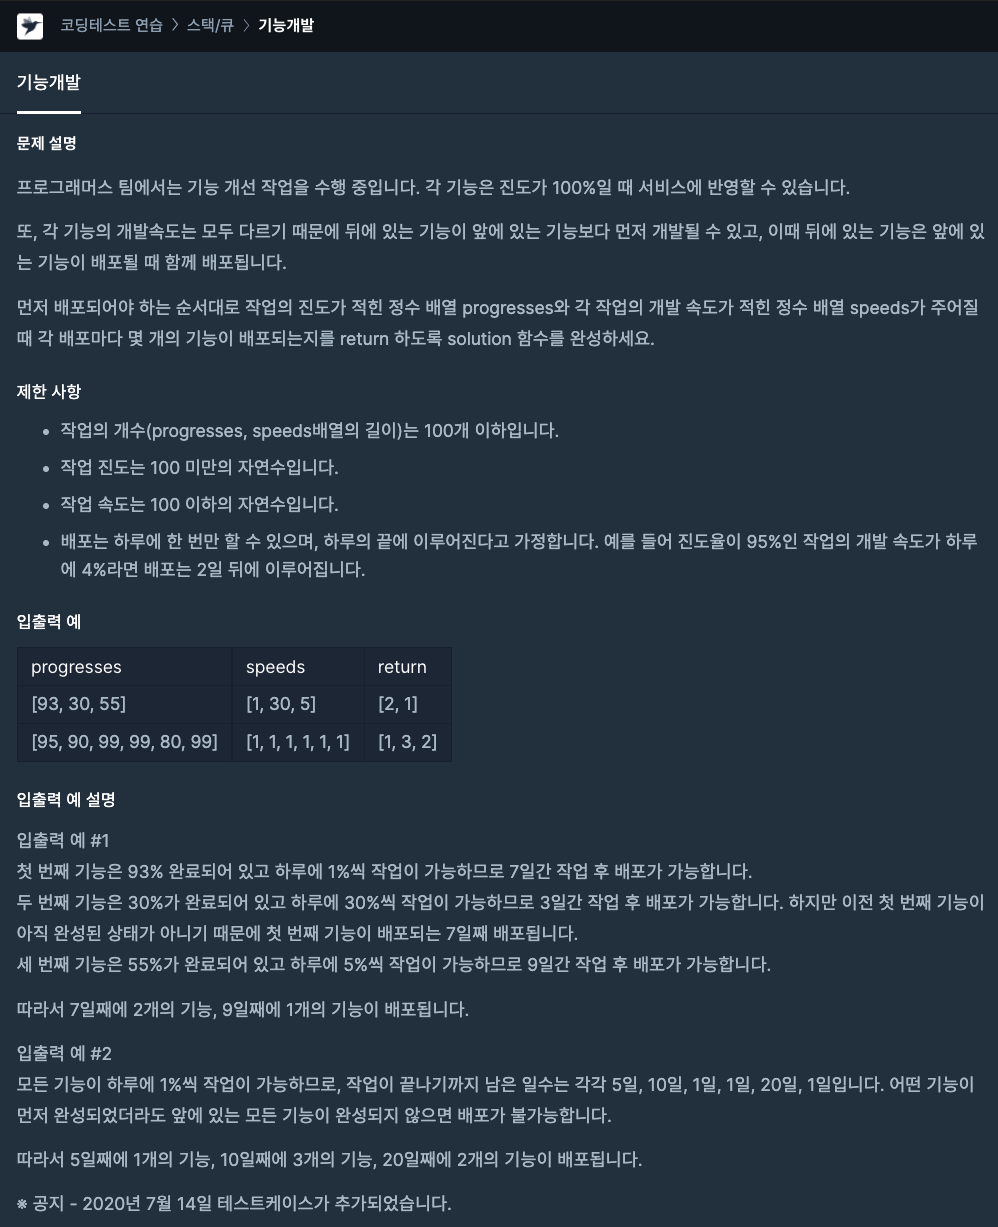 코딩테스트 연습 > 스택/큐 > 기능개발
기능개발
문제 설명
프로그래머스 팀에서는 기능 개선 작업을 수행 중입니다. 각 기능은 진도가 100%일 때 서비스에 반영할 수 있습니다.
또, 각 기능의 개발속도는 모두 다르기 때문에 뒤에 있는 기능이 앞에 있는 기능보다 먼저 개발될 수 있고, 이때 뒤에 있는 기능은 앞에 있
는 기능이 배포될 때 함께 배포됩니다.
먼저 배포되어야 하는 순서대로 작업의 진도가 적힌 정수 배열 progresses와 각 작업의 개발 속도가 적힌 정수 배열 speeds가 주어질
때 각 배포마다 몇 개의 기능이 배포되는지를 return 하도록 solution 함수를 완성하세요.
제한 사항
• 작업의 개수(progresses, speeds배열의 길이)는 100개 이하입니다.
• 작업 진도는 100 미만의 자연수입니다.
• 작업 속도는 100 이하의 자연수입니다.
• 배포는 하루에 한 번만 할 수 있으며, 하루의 끝에 이루어진다고 가정합니다. 예를 들어 진도율이 95%인 작업의 개발 속도가 하루
에 4%라면 배포는 2일 뒤에 이루어집니다.
입출력 예
progresses speeds return
[93, 30, 55] [1, 30, 5] [2, 1]
[95, 90, 99, 99, 80, 99] [1, 1, 1, 1, 1, 1] [1, 3, 2]
입출력 예 설명
입출력 예 #1
첫 번째 기능은 93% 완료되어 있고 하루에 1%씩 작업이 가능하므로 7일간 작업 후 배포가 가능합니다.
두 번째 기능은 30%가 완료되어 있고 하루에 30%씩 작업이 가능하므로 3일간 작업 후 배포가 가능합니다. 하지만 이전 첫 번째 기능이
아직 완성된 상태가 아니기 때문에 첫 번째 기능이 배포되는 7일째 배포됩니다.
세 번째 기능은 55%가 완료되어 있고 하루에 5%씩 작업이 가능하므로 9일간 작업 후 배포가 가능합니다.
따라서 7일째에 2개의 기능, 9일째에 1개의 기능이 배포됩니다.
입출력 예 #2
모든 기능이 하루에 1%씩 작업이 가능하므로, 작업이 끝나기까지 남은 일수는 각각 5일, 10일, 1일, 1일, 20일, 1일입니다. 어떤 기능이
먼저 완성되었더라도 앞에 있는 모든 기능이 완성되지 않으면 배포가 불가능합니다.
따라서 5일째에 1개의 기능, 10일째에 3개의 기능, 20일째에 2개의 기능이 배포됩니다.
※ 공지 - 2020년 7월 14일 테스트케이스가 추가되었습니다.